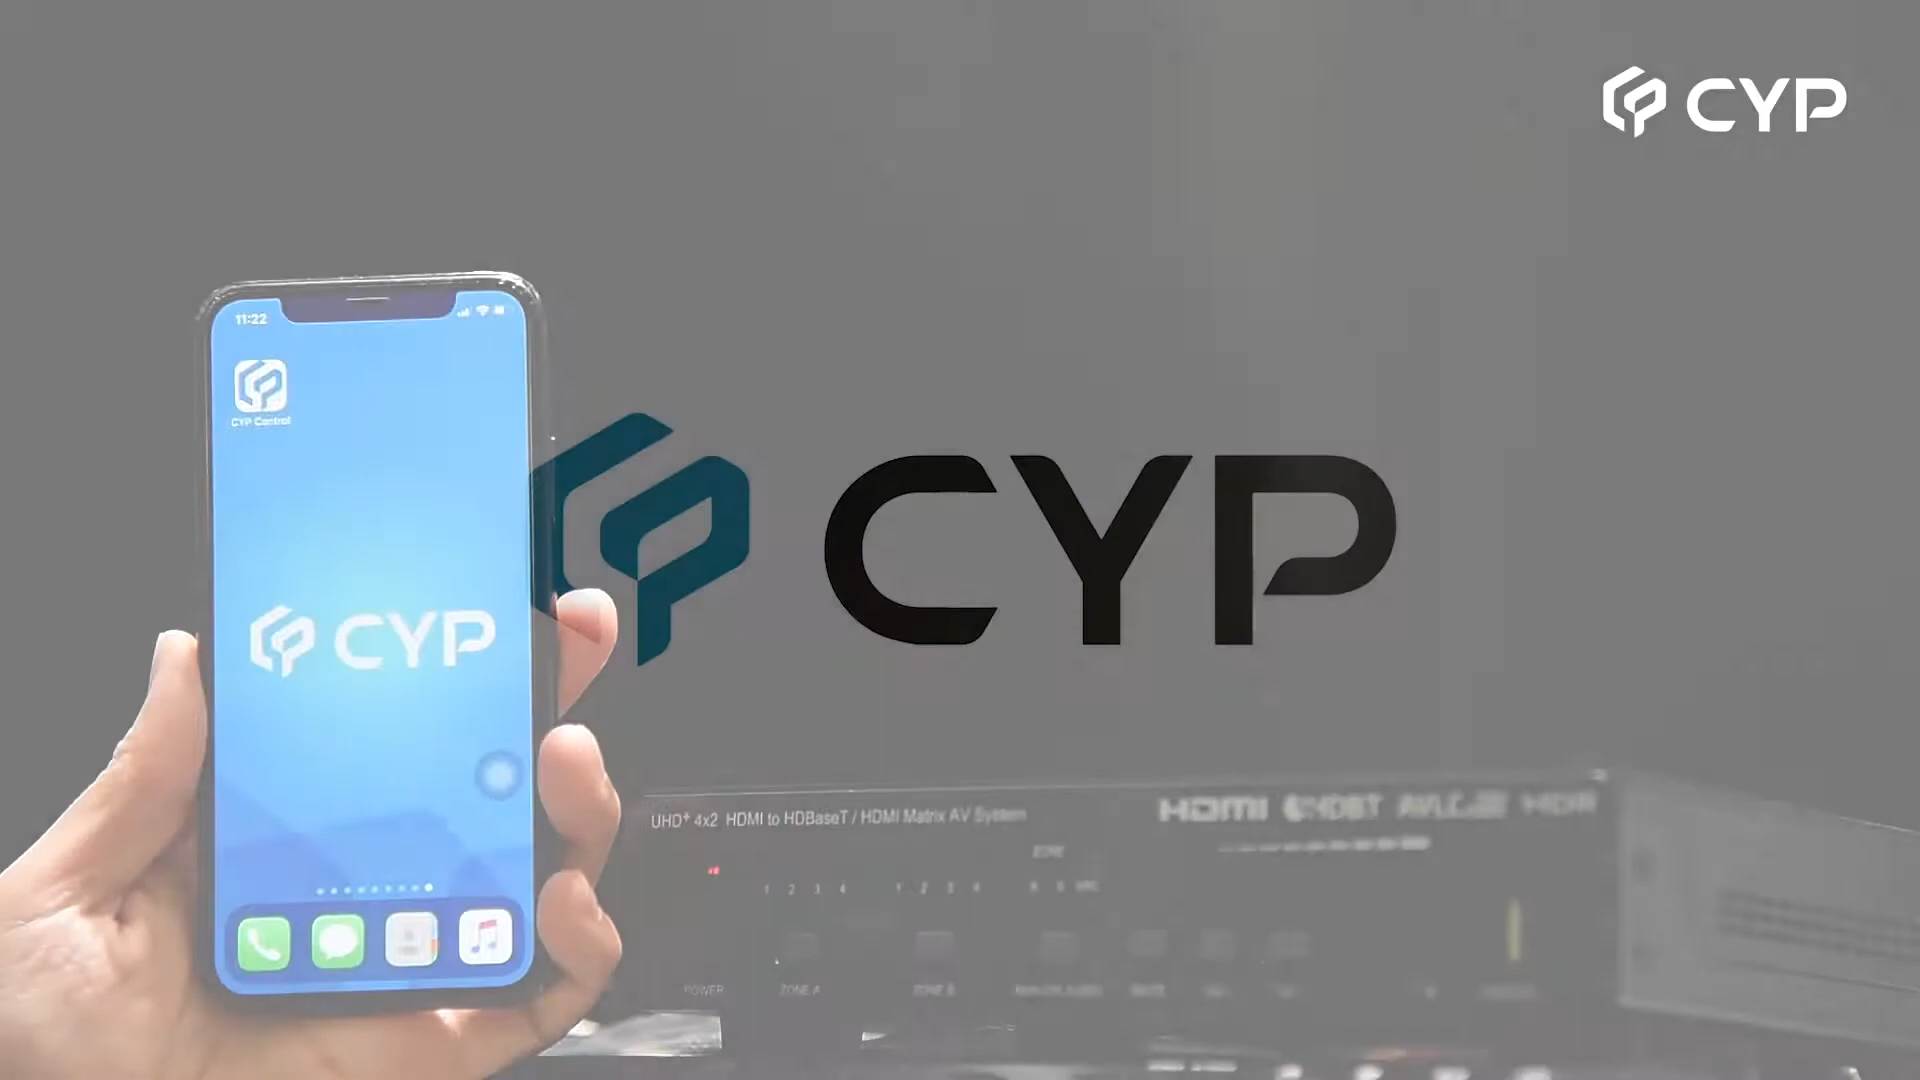 CYP
11:22
CYP Control
CYP
CYP
UHD+ 4x2 HDMI to HDBaseT / HDMI Matrix AV System
HDMI
ZONE
1 2 3 4 1 2 3 4
POWER ZONE A ZONE B